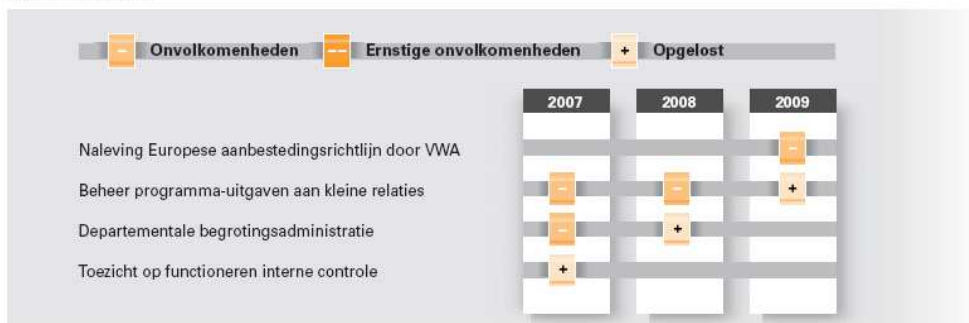 – Onvolkomenheden –– Ernstige onvolkomenheden + Opgelost
2007 2008 2009
Naleving Europese aanbestedingsrichtlijn door VWA –
Beheer programma-uitgaven aan kleine relaties – – +
Departementale begrotingsadministratie – +
Toezicht op functioneren interne controle +